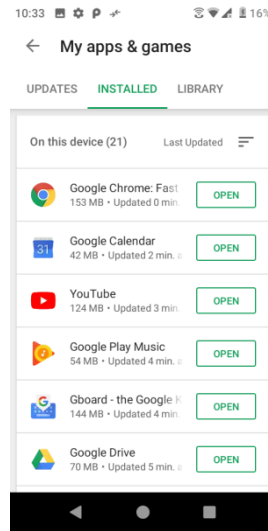 10:33
16%
My apps & games
UPDATES INSTALLED LIBRARY
On this device (21) Last Updated
Google Chrome: Fast
153 MB • Updated 0 min.
OPEN
31
Google Calendar
42 MB • Updated 2 min. a
OPEN
YouTube
124 MB • Updated 3 min.
OPEN
Google Play Music
54 MB • Updated 4 min. a
OPEN
Gboard - the Google K
144 MB • Updated 4 min.
OPEN
Google Drive
70 MB • Updated 5 min. a
OPEN